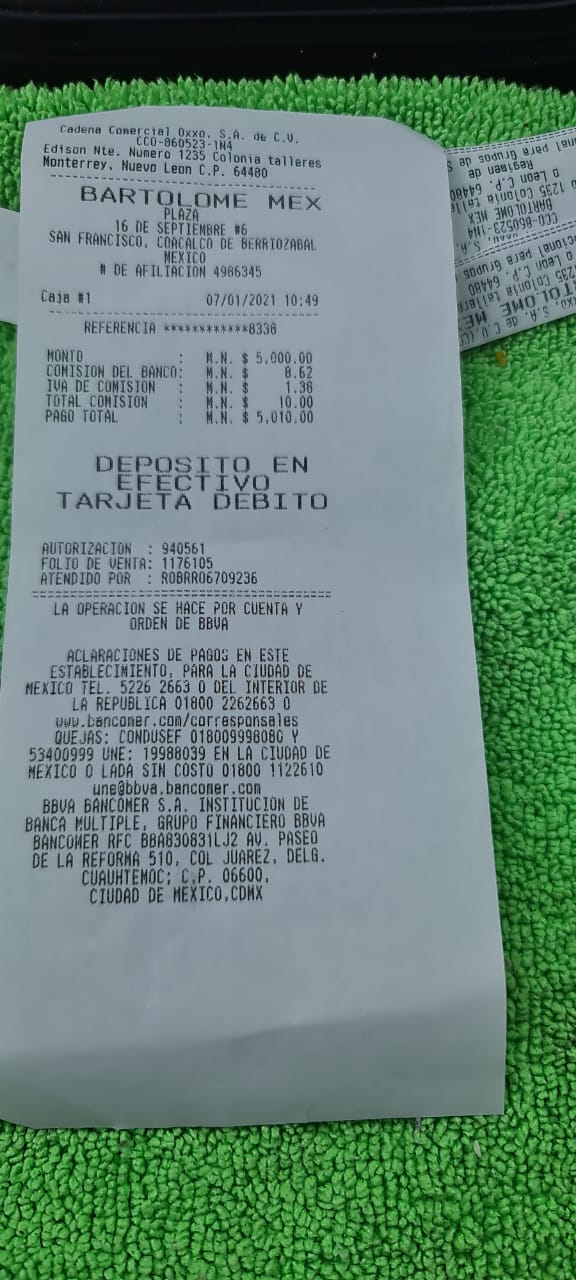 Cadena Comercial Oxxo. S.A. de C.V.
CCO-860523-1N4
Edison Nte. Numero 1235 Colonia talleres
Monterrey, Nuevo Leon C.P. 64480
BARTOLOME MEX
PLAZA
16 DE SEPTIEMBRE #6
SAN FRANCISCO, COACALCO DE BERRIOZABAL
MEXICO
# DE AFILIACION 4986345
Caja #1 07/01/2021 10:49
REFERENCIA ************8338
MONTO : M.N. $ 5,000.00
COMISION DEL BANCO: M.N. $ 8.62
IVA DE COMISION : M.N. $ 1.38
TOTAL COMISION : M.N. $ 10.00
PAGO TOTAL : M.N. $ 5,010.00
DEPOSITO EN
EFECTIVO
TARJETA DEBITO
AUTORIZACION : 940561
FOLIO DE VENTA: 1176105
ATENDIDO POR : ROBRR06709236
================================
LA OPERACION SE HACE POR CUENTA Y
ORDEN DE BBVA
ACLARACIONES DE PAGOS EN ESTE
ESTABLECIMIENTO, PARA LA CIUDAD DE
MEXICO TEL. 5226 2663 O DEL INTERIOR DE
LA REPUBLICA 01800 2262663 O
www.bancomer.com/corresponsales
QUEJAS: CONDUSEF 018009998080 Y
53400999 UNE: 19988039 EN LA CIUDAD DE
MEXICO O LADA SIN COSTO 01800 1122610
une@bbva.bancomer.com
BBVA BANCOMER S.A. INSTITUCION DE
BANCA MULTIPLE, GRUPO FINANCIERO BBVA
BANCOMER RFC BBA830831LJ2 AV. PASEO
DE LA REFORMA 510, COL JUAREZ, DELG.
CUAUHTEMOC; C.P. 06600,
CIUDAD DE MEXICO,CDMX